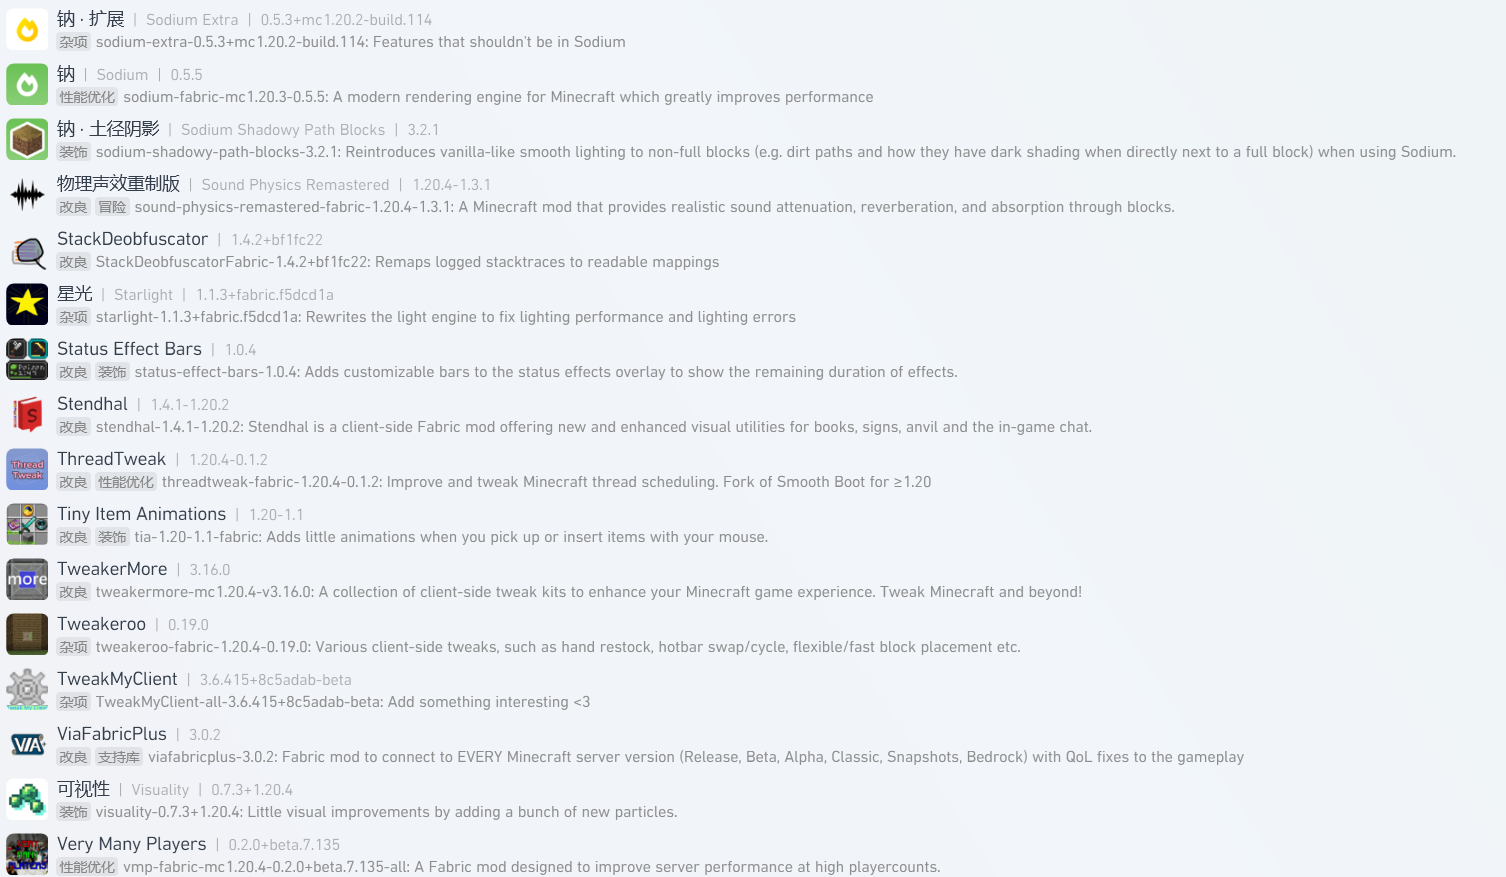 钠 · 扩展 | Sodium Extra | 0.5.3+mc1.20.2-build.114
杂项 sodium-extra-0.5.3+mc1.20.2-build.114: Features that shouldn't be in Sodium
钠 | Sodium | 0.5.5
性能优化 sodium-fabric-mc1.20.3-0.5.5: A modern rendering engine for Minecraft which greatly improves performance
钠 · 土径阴影 | Sodium Shadowy Path Blocks | 3.2.1
装饰 sodium-shadowy-path-blocks-3.2.1: Reintroduces vanilla-like smooth lighting to non-full blocks (e.g. dirt paths and how they have dark shading when directly next to a full block) when using Sodium.
物理声效重制版 | Sound Physics Remastered | 1.20.4-1.3.1
改良 冒险 sound-physics-remastered-fabric-1.20.4-1.3.1: A Minecraft mod that provides realistic sound attenuation, reverberation, and absorption through blocks.
StackDeobfuscator | 1.4.2+bf1fc22
改良 StackDeobfuscatorFabric-1.4.2+bf1fc22: Remaps logged stacktraces to readable mappings
星光 | Starlight | 1.1.3+fabric.f5dcd1a
杂项 starlight-1.1.3+fabric.f5dcd1a: Rewrites the light engine to fix lighting performance and lighting errors
Status Effect Bars | 1.0.4
改良 装饰 status-effect-bars-1.0.4: Adds customizable bars to the status effects overlay to show the remaining duration of effects.
Stendhal | 1.4.1-1.20.2
改良 stendhal-1.4.1-1.20.2: Stendhal is a client-side Fabric mod offering new and enhanced visual utilities for books, signs, anvil and the in-game chat.
Thread Tweak
ThreadTweak | 1.20.4-0.1.2
改良 性能优化 threadtweak-fabric-1.20.4-0.1.2: Improve and tweak Minecraft thread scheduling. Fork of Smooth Boot for ≥1.20
Tiny Item Animations | 1.20-1.1
改良 装饰 tia-1.20-1.1-fabric: Adds little animations when you pick up or insert items with your mouse.
more
TweakerMore | 3.16.0
改良 tweakermore-mc1.20.4-v3.16.0: A collection of client-side tweak kits to enhance your Minecraft game experience. Tweak Minecraft and beyond!
Tweakeroo | 0.19.0
杂项 tweakeroo-fabric-1.20.4-0.19.0: Various client-side tweaks, such as hand restock, hotbar swap/cycle, flexible/fast block placement etc.
TweakMyClient | 3.6.415+8c5adab-beta
杂项 TweakMyClient-all-3.6.415+8c5adab-beta: Add something interesting <3
VIA
ViaFabricPlus | 3.0.2
改良 支持库 viafabricplus-3.0.2: Fabric mod to connect to EVERY Minecraft server version (Release, Beta, Alpha, Classic, Snapshots, Bedrock) with QoL fixes to the gameplay
可视性 | Visuality | 0.7.3+1.20.4
装饰 visuality-0.7.3+1.20.4: Little visual improvements by adding a bunch of new particles.
Very Many Players | 0.2.0+beta.7.135
性能优化 vmp-fabric-mc1.20.4-0.2.0+beta.7.135-all: A Fabric mod designed to improve server performance at high playercounts.